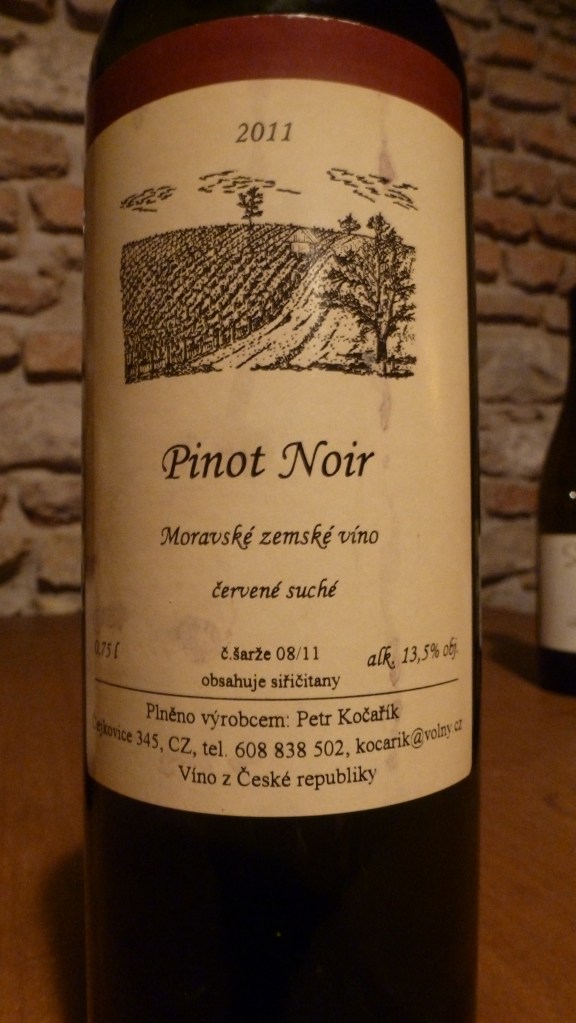 2011
Pinot Noir
Moravské zemské víno
červené suché
0,75 l
č.šarže 08/11
alk. 13,5% obj.
obsahuje siřičitany
Plněno výrobcem: Petr Kočařík
345, CZ, tel. 608 838 502, kocarik@volny.cz
Víno z České republiky